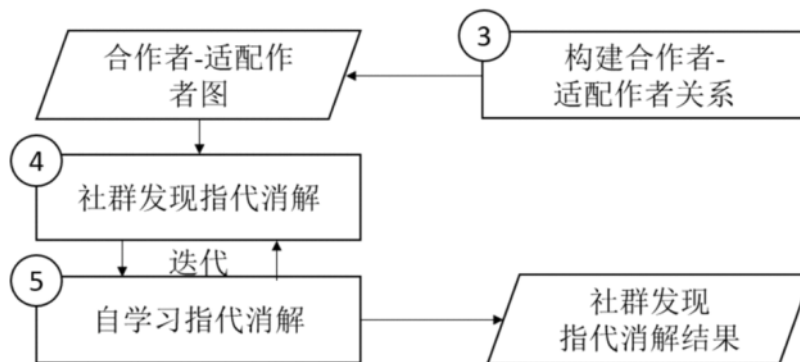 合作者-适配作
者图
3
构建合作者-
适配作者关系
4
社群发现指代消解
迭代
5
自学习指代消解
社群发现
指代消解结果